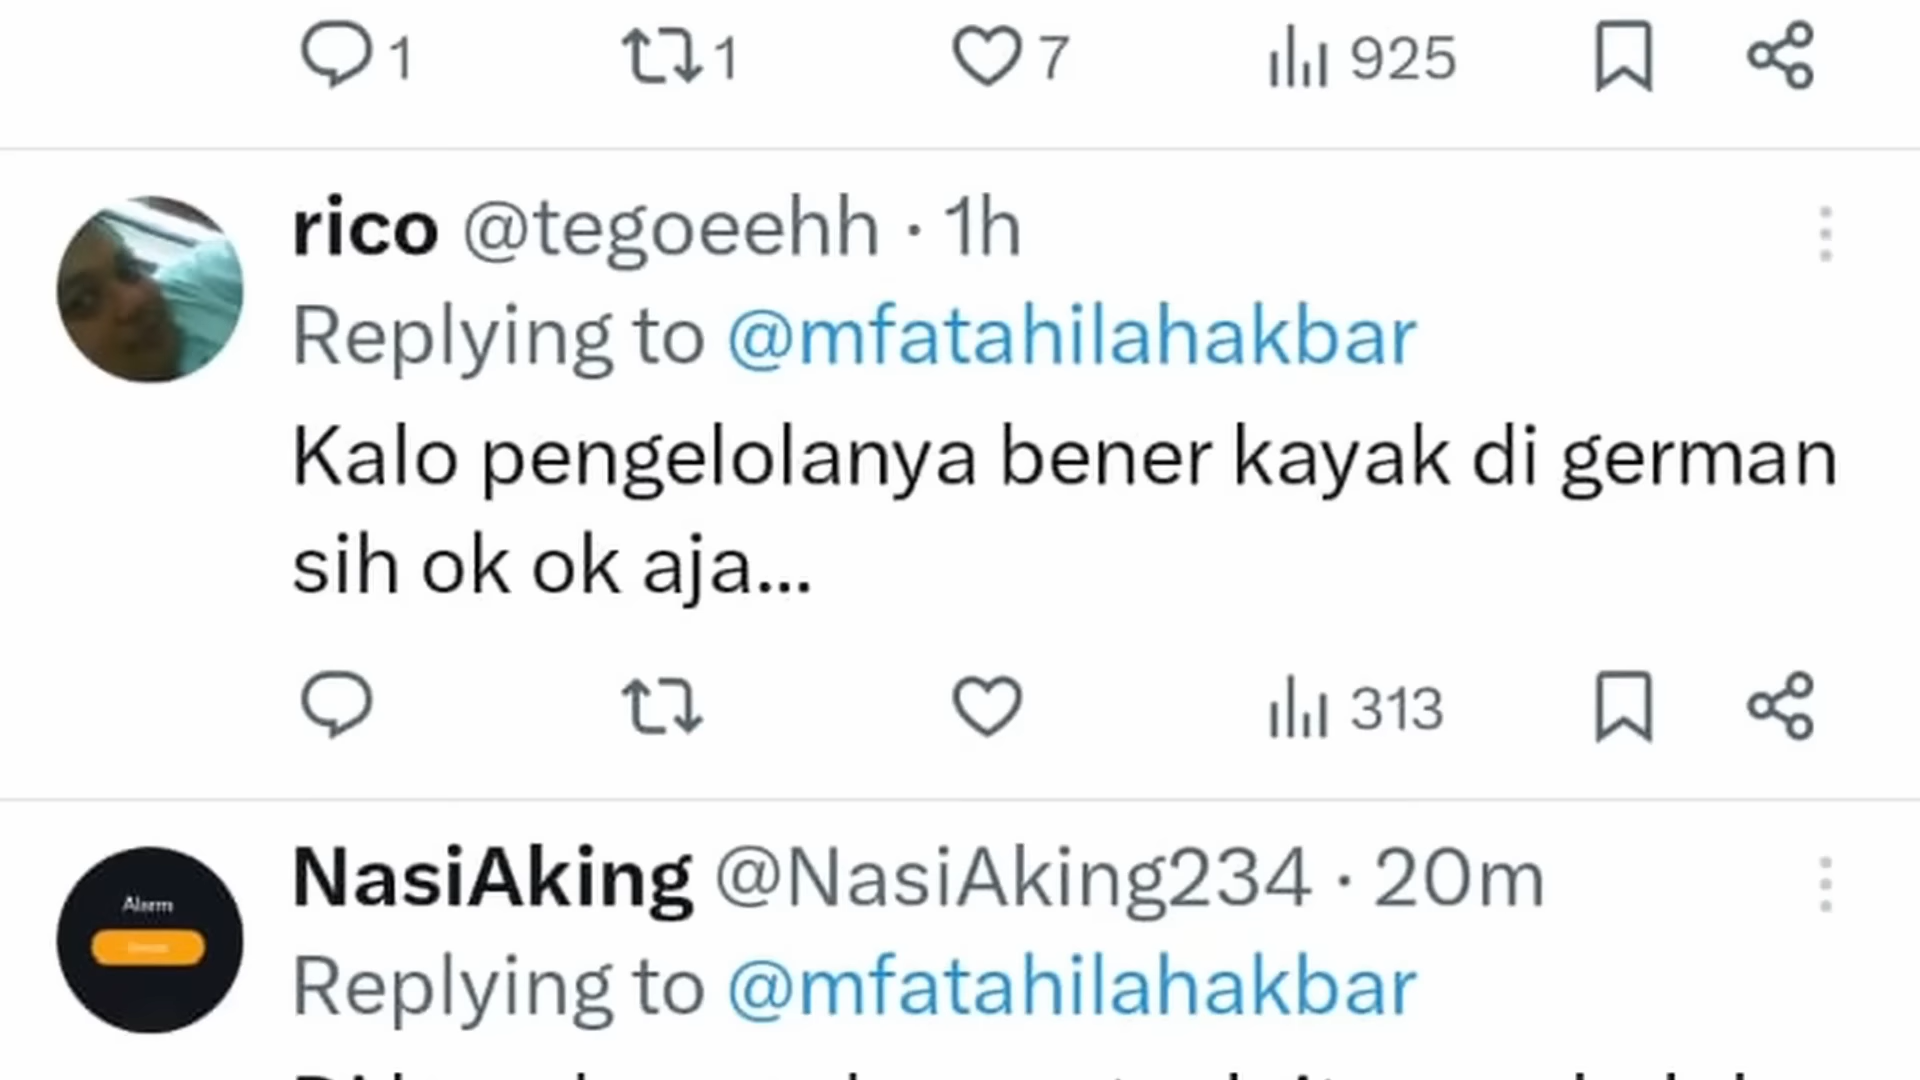 1 1 7 925
rico @tegoeehh · 1h
Replying to @mfatahilahakbar
Kalo pengelolanya bener kayak di german
sih ok ok aja...
313
NasiAking @NasiAking234 · 20m
Alarm
Replying to @mfatahilahakbar